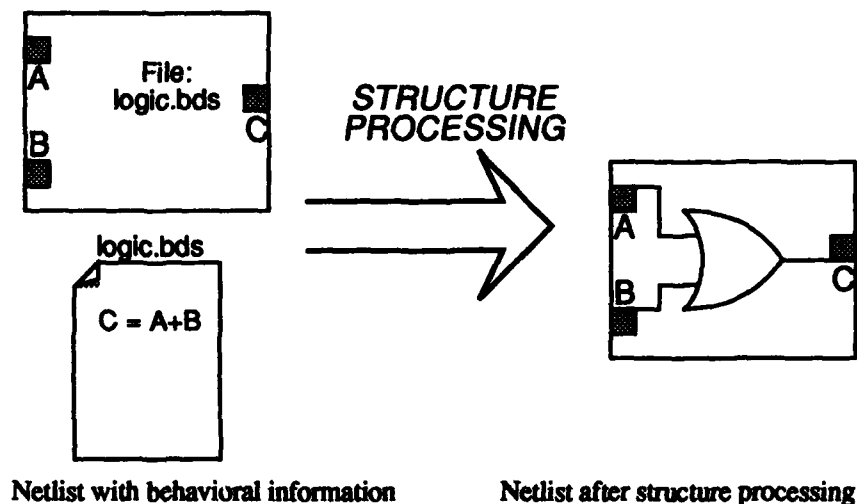 A
File:
logic.bds
C
B
STRUCTURE
PROCESSING
logic.bds
C = A+B
A
B
C
Netlist with behavioral information
Netlist after structure processing